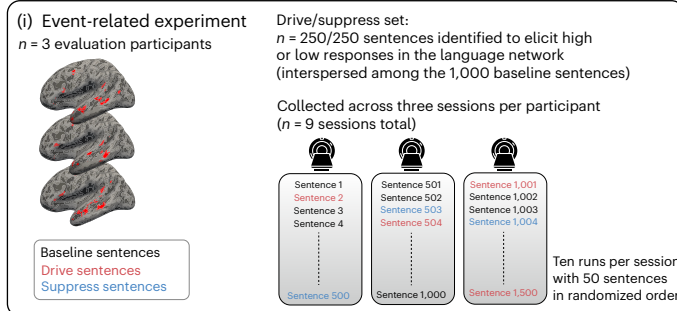 (i) Event-related experiment
n = 3 evaluation participants
Baseline sentences
Drive sentences
Suppress sentences
Drive/suppress set:
n = 250/250 sentences identified to elicit high
or low responses in the language network
(interspersed among the 1,000 baseline sentences)
Collected across three sessions per participant
(n = 9 sessions total)
Sentence 1
Sentence 2
Sentence 3
Sentence 4
Sentence 500
Sentence 501
Sentence 502
Sentence 503
Sentence 504
Sentence 1,000
Sentence 1,001
Sentence 1,002
Sentence 1,003
Sentence 1,004
Sentence 1,500
Ten runs per session
with 50 sentences
in randomized order